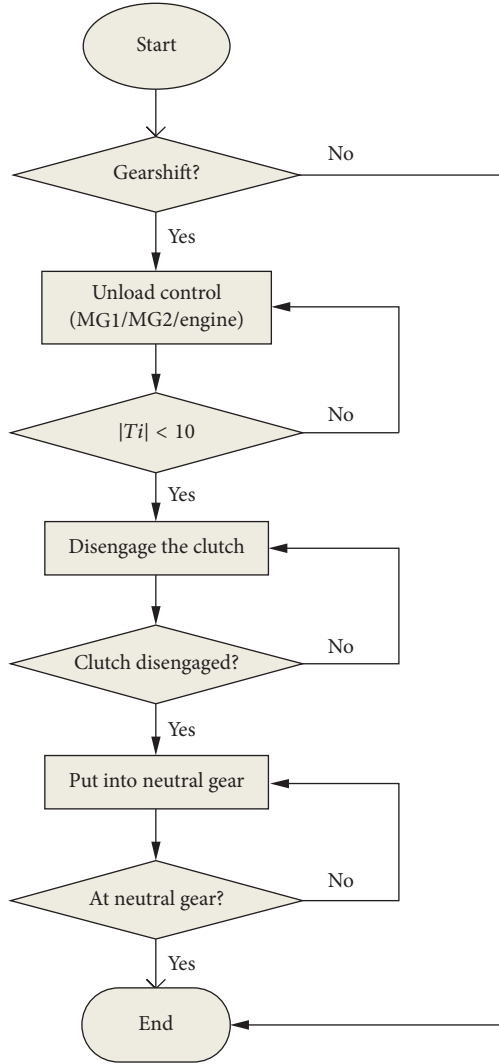 Start
Gearshift?
No
Yes
Unload control
(MG1/MG2/engine)
|Ti| < 10
No
Yes
Disengage the clutch
Clutch disengaged?
No
Yes
Put into neutral gear
At neutral gear?
No
Yes
End